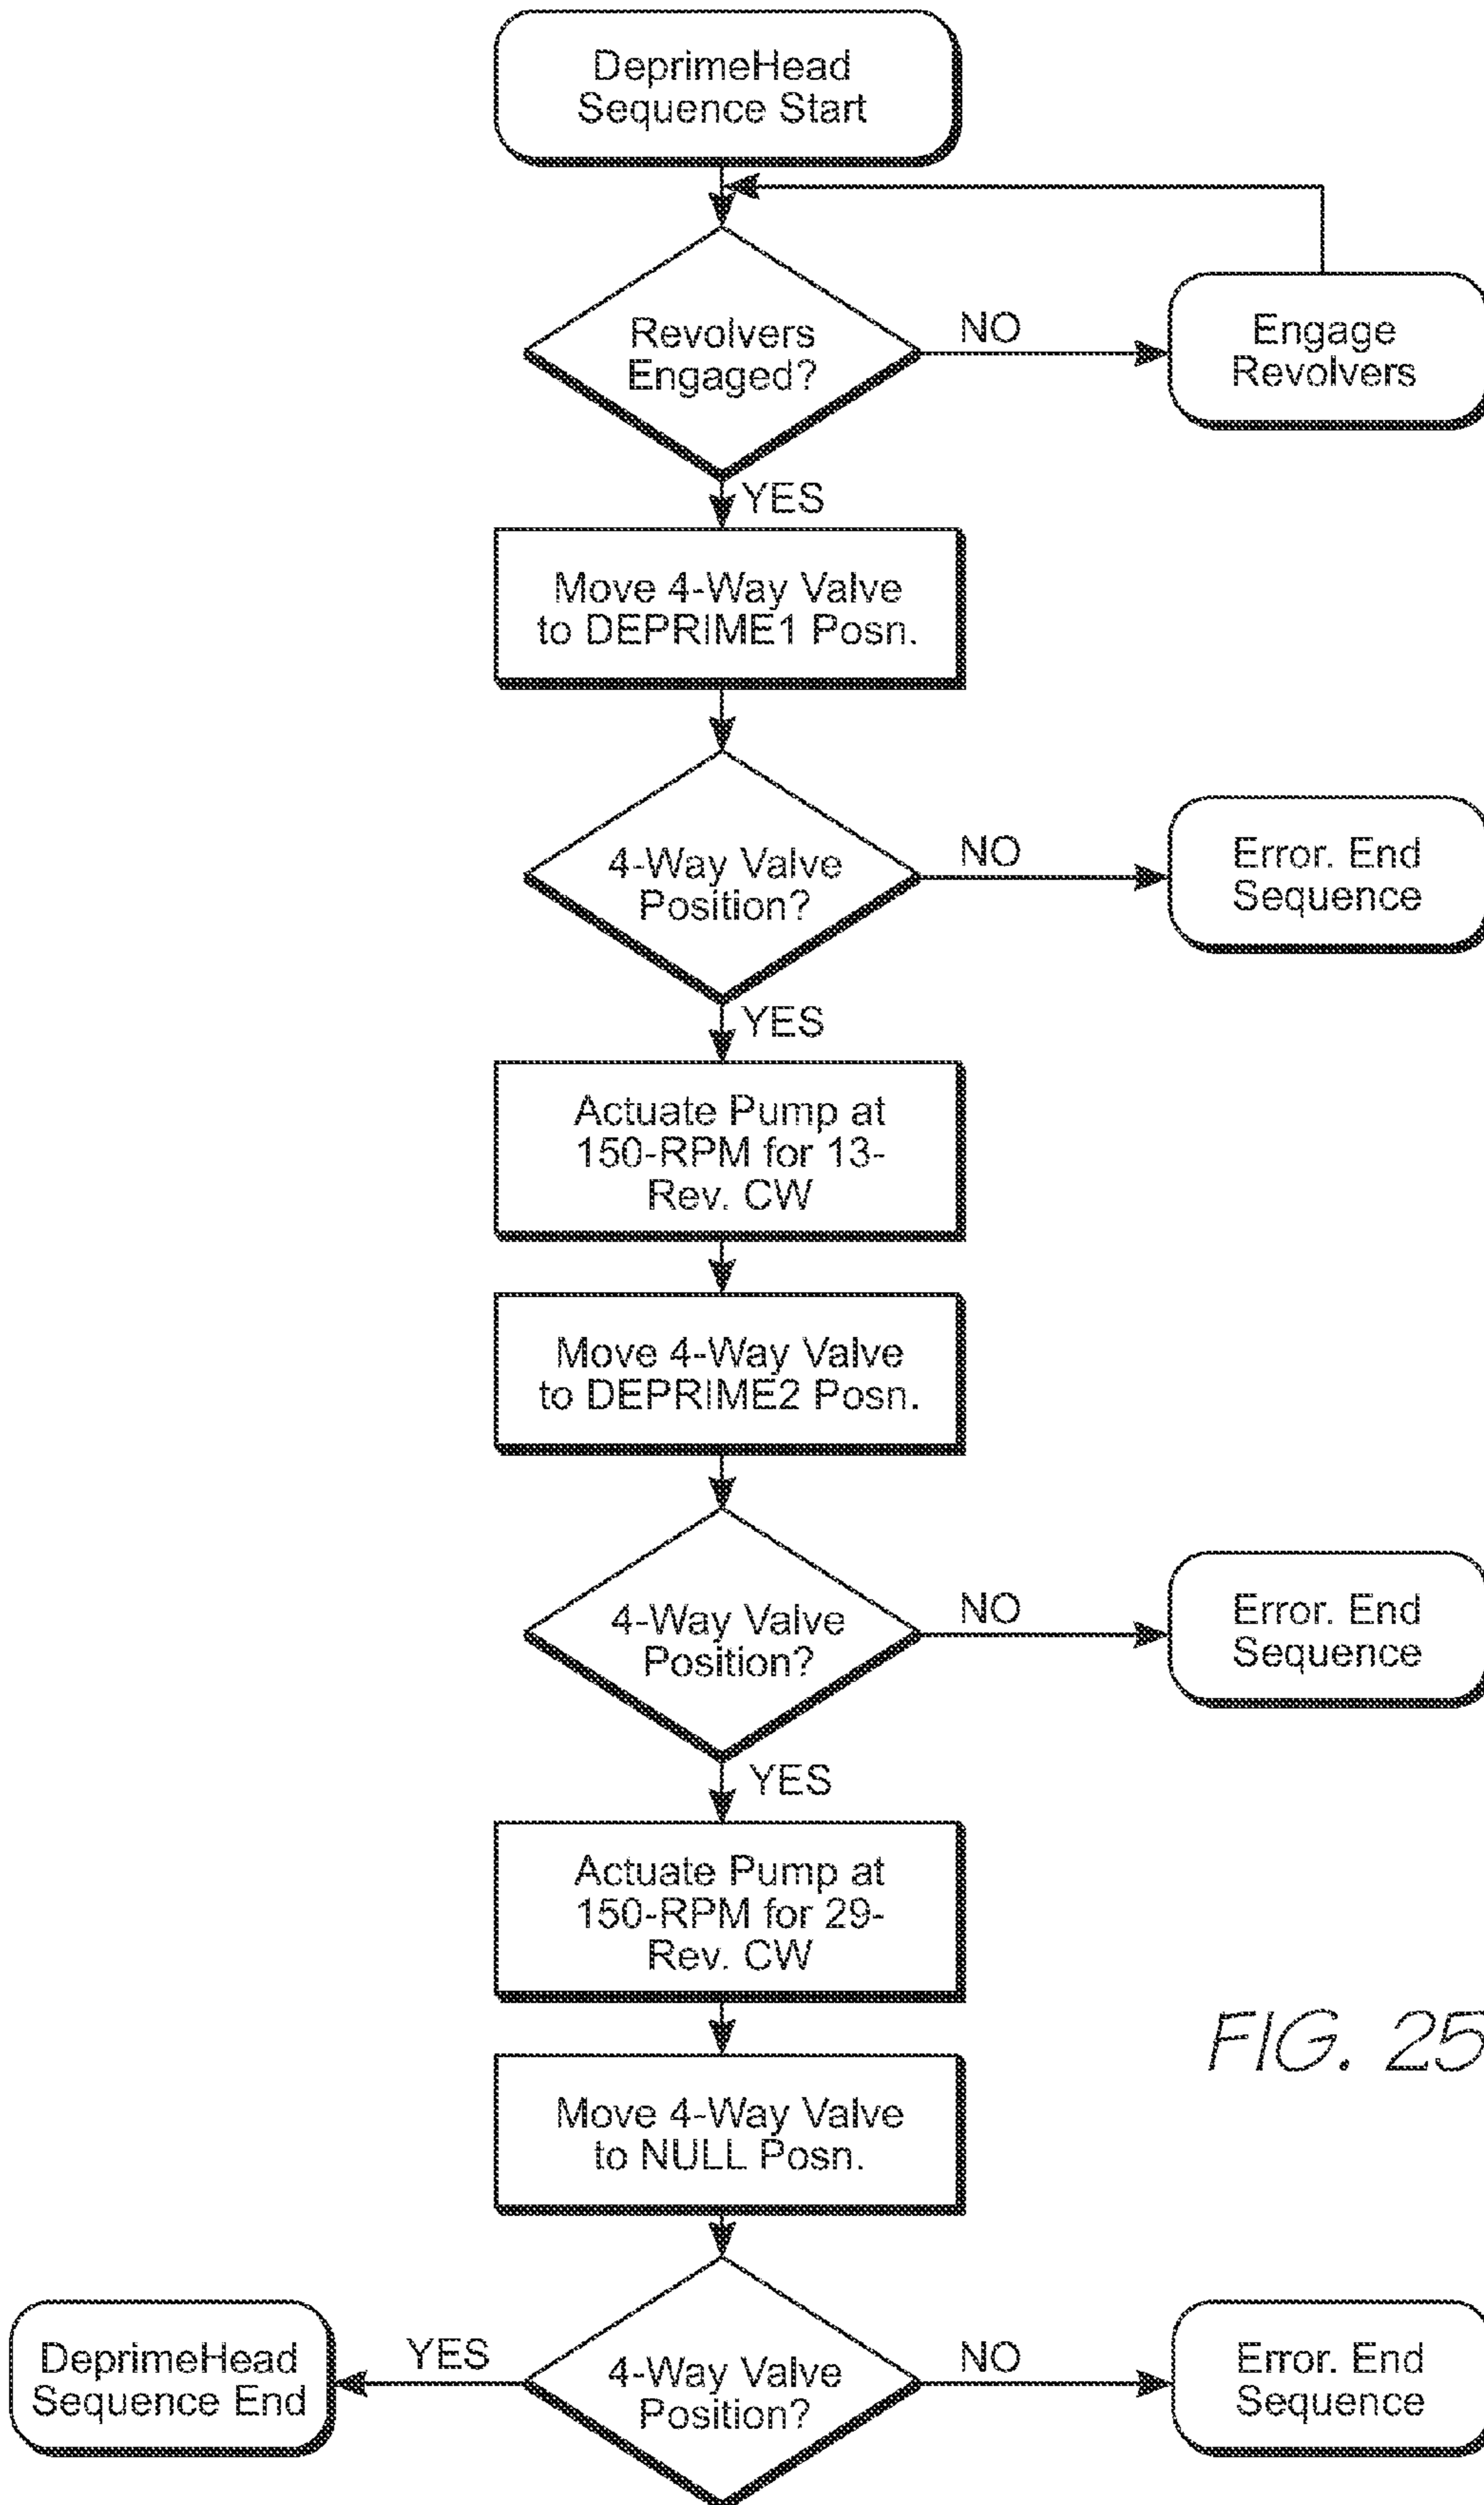 DeprimeHead
Sequence Start
Revolvers
Engaged?
NO
Engage
Revolvers
YES
Move 4-Way Valve
to DEPRIME1 Posn.
4-Way Valve
Position?
NO
Error. End
Sequence
YES
Actuate Pump at
150-RPM for 13-
Rev. CW
Move 4-Way Valve
to DEPRIME2 Posn.
4-Way Valve
Position?
NO
Error. End
Sequence
YES
Actuate Pump at
150-RPM for 29-
Rev. CW
FIG. 25
Move 4-Way Valve
to NULL Posn.
DeprimeHead
Sequence End
YES
4-Way Valve
Position?
NO
Error. End
Sequence